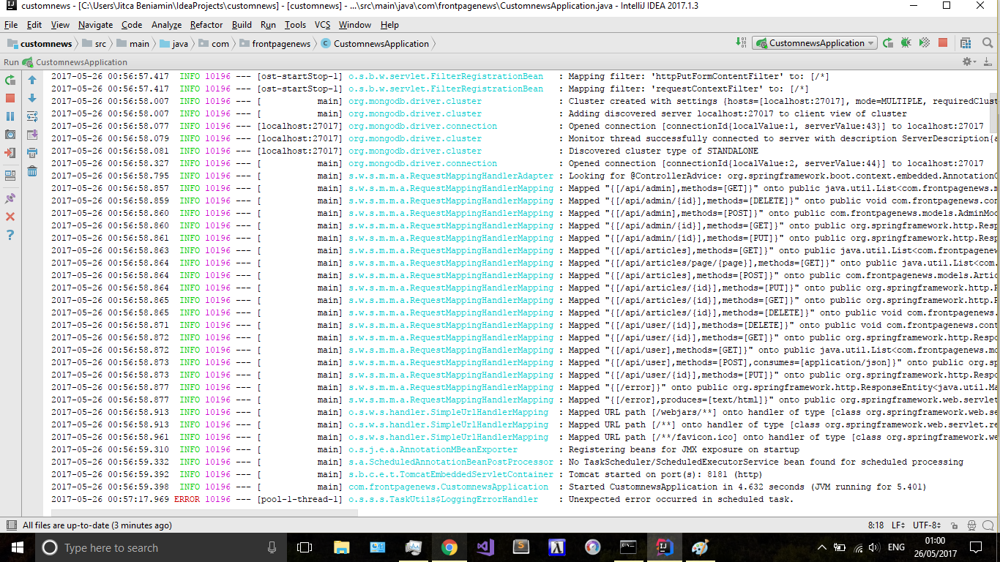 customnews - [C:\Users\Jitca Beniamin\IdeaProjects\customnews] - [customnews] - ...\src\main\java\com\frontpagenews\CustomnewsApplication.java - IntelliJ IDEA 2017.1.3
File Edit View Navigate Code Analyze Refactor Build Run Tools VCS Window Help
customnews src main java com frontpagenews CustomnewsApplication CustomnewsApplication
Run CustomnewsApplication
2017-05-26 00:56:57.417 INFO 10196 --- [ost-startStop-1] o.s.b.w.servlet.FilterRegistrationBean : Mapping filter: 'httpPutFormContentFilter' to: [/*]
2017-05-26 00:56:57.417 INFO 10196 --- [ost-startStop-1] o.s.b.w.servlet.FilterRegistrationBean : Mapping filter: 'requestContextFilter' to: [/*]
2017-05-26 00:56:58.007 INFO 10196 --- [ main] org.mongodb.driver.cluster : Cluster created with settings {hosts=[localhost:27017], mode=MULTIPLE, requiredClust
2017-05-26 00:56:58.007 INFO 10196 --- [ main] org.mongodb.driver.cluster : Adding discovered server localhost:27017 to client view of cluster
2017-05-26 00:56:58.077 INFO 10196 --- [localhost:27017] org.mongodb.driver.connection : Opened connection [connectionId{localValue:1, serverValue:43}] to localhost:27017
2017-05-26 00:56:58.079 INFO 10196 --- [localhost:27017] org.mongodb.driver.cluster : Monitor thread successfully connected to server with description ServerDescription{a
2017-05-26 00:56:58.081 INFO 10196 --- [localhost:27017] org.mongodb.driver.cluster : Discovered cluster type of STANDALONE
2017-05-26 00:56:58.327 INFO 10196 --- [ main] org.mongodb.driver.connection : Opened connection [connectionId{localValue:2, serverValue:44}] to localhost:27017
2017-05-26 00:56:58.795 INFO 10196 --- [ main] s.w.s.m.m.a.RequestMappingHandlerAdapter : Looking for @ControllerAdvice: org.springframework.boot.context.embedded.AnnotationC
2017-05-26 00:56:58.857 INFO 10196 --- [ main] s.w.s.m.m.a.RequestMappingHandlerMapping : Mapped "{[/api/admin],methods=[GET]}" onto public java.util.List<com.frontpagenews.m
2017-05-26 00:56:58.859 INFO 10196 --- [ main] s.w.s.m.m.a.RequestMappingHandlerMapping : Mapped "{[/api/admin/{id}],methods=[DELETE]}" onto public void com.frontpagenews.con
2017-05-26 00:56:58.860 INFO 10196 --- [ main] s.w.s.m.m.a.RequestMappingHandlerMapping : Mapped "{[/api/admin],methods=[POST]}" onto public com.frontpagenews.models.AdminMod
2017-05-26 00:56:58.860 INFO 10196 --- [ main] s.w.s.m.m.a.RequestMappingHandlerMapping : Mapped "{[/api/admin/{id}],methods=[GET]}" onto public org.springframework.http.Resp
2017-05-26 00:56:58.861 INFO 10196 --- [ main] s.w.s.m.m.a.RequestMappingHandlerMapping : Mapped "{[/api/admin/{id}],methods=[PUT]}" onto public org.springframework.http.Resp
2017-05-26 00:56:58.863 INFO 10196 --- [ main] s.w.s.m.m.a.RequestMappingHandlerMapping : Mapped "{[/api/articles],methods=[GET]}" onto public java.util.List<com.frontpagenew
2017-05-26 00:56:58.864 INFO 10196 --- [ main] s.w.s.m.m.a.RequestMappingHandlerMapping : Mapped "{[/api/articles/page/{page}],methods=[GET]}" onto public java.util.List<com.
2017-05-26 00:56:58.864 INFO 10196 --- [ main] s.w.s.m.m.a.RequestMappingHandlerMapping : Mapped "{[/api/articles],methods=[POST]}" onto public com.frontpagenews.models.Artic
2017-05-26 00:56:58.864 INFO 10196 --- [ main] s.w.s.m.m.a.RequestMappingHandlerMapping : Mapped "{[/api/articles/{id}],methods=[PUT]}" onto public org.springframework.http.R
2017-05-26 00:56:58.865 INFO 10196 --- [ main] s.w.s.m.m.a.RequestMappingHandlerMapping : Mapped "{[/api/articles/{id}],methods=[GET]}" onto public org.springframework.http.R
2017-05-26 00:56:58.865 INFO 10196 --- [ main] s.w.s.m.m.a.RequestMappingHandlerMapping : Mapped "{[/api/articles/{id}],methods=[DELETE]}" onto public void com.frontpagenews.
2017-05-26 00:56:58.871 INFO 10196 --- [ main] s.w.s.m.m.a.RequestMappingHandlerMapping : Mapped "{[/api/user/{id}],methods=[DELETE]}" onto public void com.frontpagenews.cont
2017-05-26 00:56:58.872 INFO 10196 --- [ main] s.w.s.m.m.a.RequestMappingHandlerMapping : Mapped "{[/api/user/{id}],methods=[GET]}" onto public org.springframework.http.Respo
2017-05-26 00:56:58.872 INFO 10196 --- [ main] s.w.s.m.m.a.RequestMappingHandlerMapping : Mapped "{[/api/user],methods=[GET]}" onto public java.util.List<com.frontpagenews.mo
2017-05-26 00:56:58.873 INFO 10196 --- [ main] s.w.s.m.m.a.RequestMappingHandlerMapping : Mapped "{[/api/user],methods=[POST],consumes=[application/json]}" onto public org.sp
2017-05-26 00:56:58.873 INFO 10196 --- [ main] s.w.s.m.m.a.RequestMappingHandlerMapping : Mapped "{[/api/user/{id}],methods=[PUT]}" onto public org.springframework.http.Respo
2017-05-26 00:56:58.877 INFO 10196 --- [ main] s.w.s.m.m.a.RequestMappingHandlerMapping : Mapped "{[/error]}" onto public org.springframework.http.ResponseEntity<java.util.Ma
2017-05-26 00:56:58.877 INFO 10196 --- [ main] s.w.s.m.m.a.RequestMappingHandlerMapping : Mapped "{[/error],produces=[text/html]}" onto public org.springframework.web.servlet
2017-05-26 00:56:58.913 INFO 10196 --- [ main] o.s.w.s.handler.SimpleUrlHandlerMapping : Mapped URL path [/webjars/**] onto handler of type [class org.springframework.web.se
2017-05-26 00:56:58.913 INFO 10196 --- [ main] o.s.w.s.handler.SimpleUrlHandlerMapping : Mapped URL path [/**] onto handler of type [class org.springframework.web.servlet.re
2017-05-26 00:56:58.961 INFO 10196 --- [ main] o.s.w.s.handler.SimpleUrlHandlerMapping : Mapped URL path [/**/favicon.ico] onto handler of type [class org.springframework.we
2017-05-26 00:56:59.310 INFO 10196 --- [ main] o.s.j.e.a.AnnotationMBeanExporter : Registering beans for JMX exposure on startup
2017-05-26 00:56:59.332 INFO 10196 --- [ main] s.a.ScheduledAnnotationBeanPostProcessor : No TaskScheduler/ScheduledExecutorService bean found for scheduled processing
2017-05-26 00:56:59.392 INFO 10196 --- [ main] s.b.c.e.t.TomcatEmbeddedServletContainer : Tomcat started on port(s): 8181 (http)
2017-05-26 00:56:59.398 INFO 10196 --- [ main] com.frontpagenews.CustomnewsApplication : Started CustomnewsApplication in 4.632 seconds (JVM running for 5.401)
2017-05-26 00:57:17.969 ERROR 10196 --- [pool-1-thread-1] o.s.s.s.TaskUtils$LoggingErrorHandler : Unexpected error occurred in scheduled task.
All files are up-to-date (3 minutes ago) 8:18 LF UTF-8
Type here to search ENG 01:00
26/05/2017